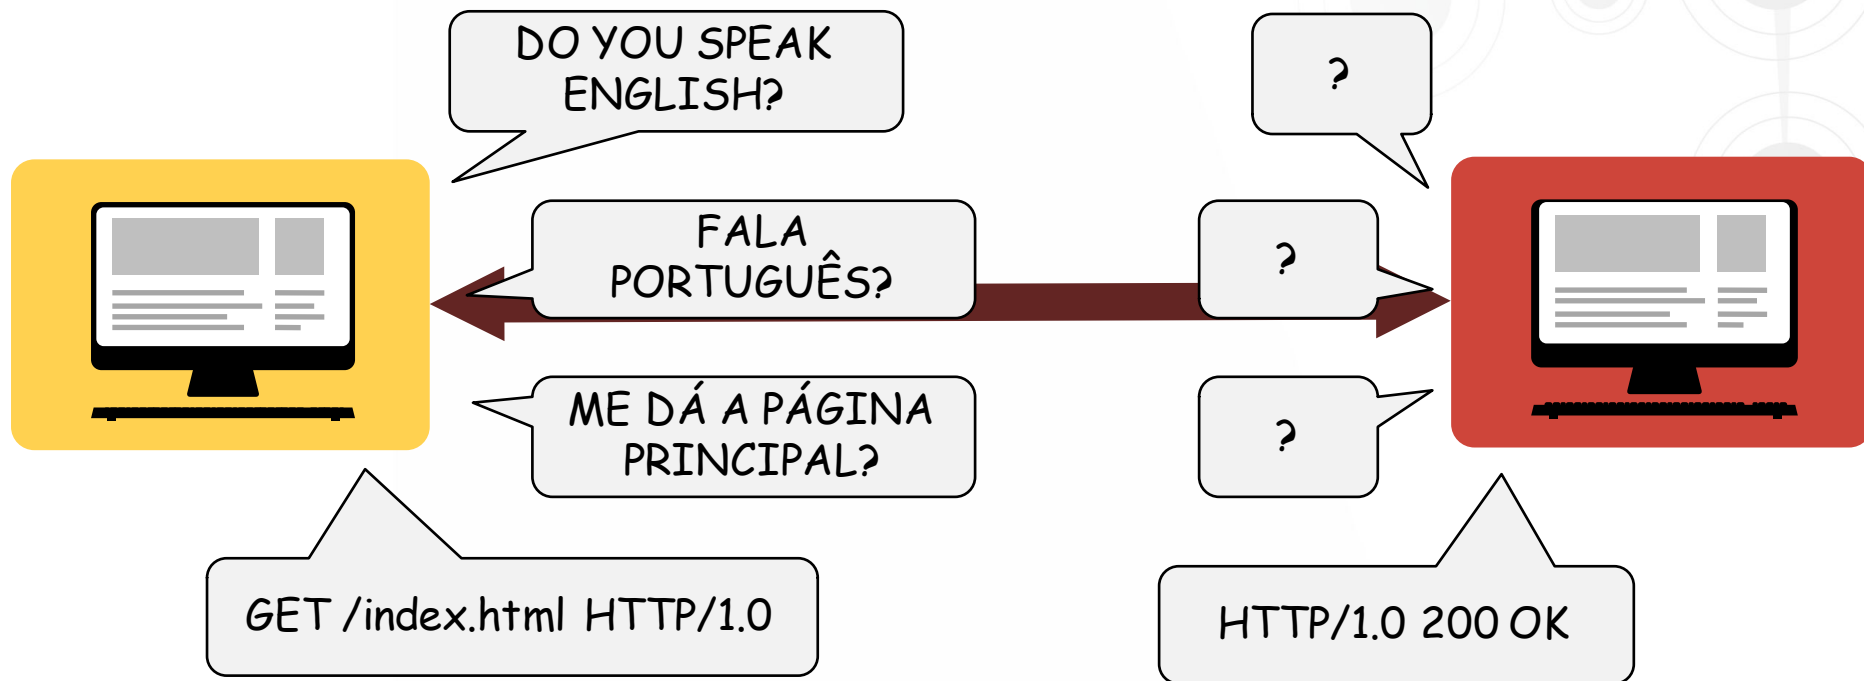 DO YOU SPEAK
ENGLISH?
?
FALA
PORTUGUÊS?
?
ME DÁ A PÁGINA
PRINCIPAL?
?
GET /index.html HTTP/1.0
HTTP/1.0 200 OK